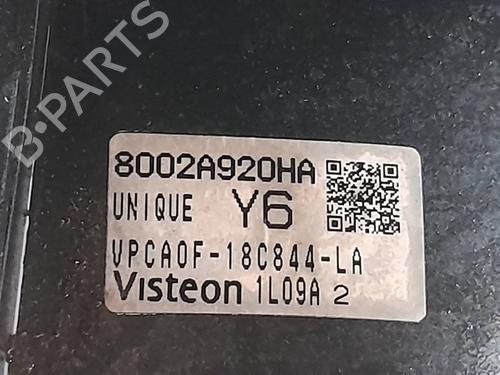 B-PARTS
8002A920HA
UNIQUE Y6
VPCA0F-18C844-LA
Visteon 1L09A 2